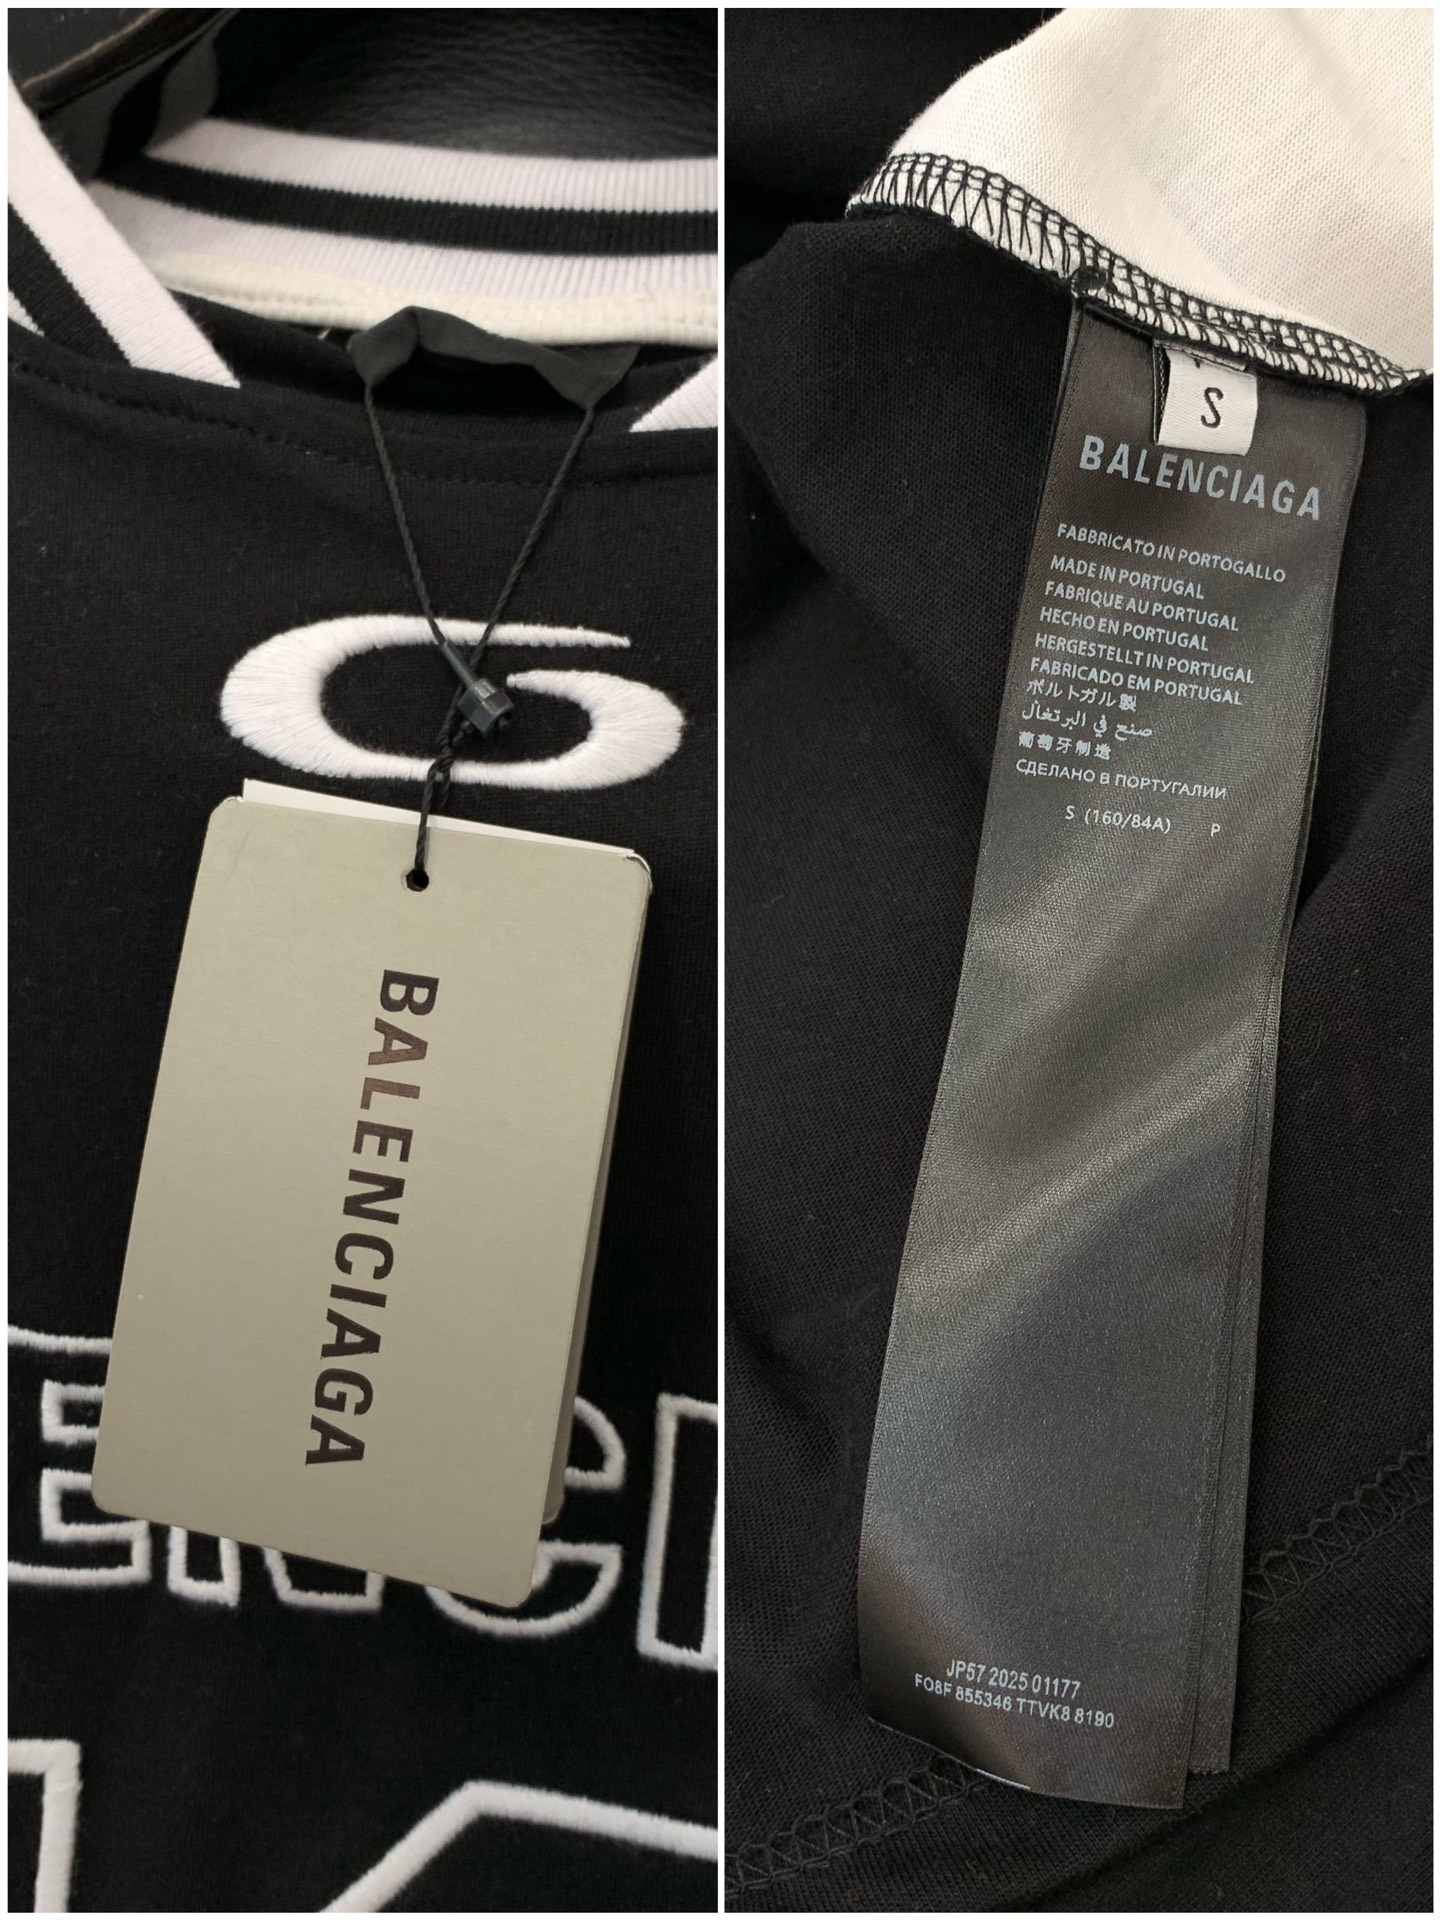 G
BALENCIAGA
S
BALENCIAGA
FABBRICATO IN PORTOGALLO
MADE IN PORTUGAL
FABRIQUE AU PORTUGAL
HECHO EN PORTUGAL
HERGESTELLT IN PORTUGAL
FABRICADO EM PORTUGAL
ポルトガル製
صنع في البرتغال
葡萄牙制造
СДЕЛАНО В ПОРТУГАЛИИ
S (160/84A) P
JP57 2025 01177
FO8F 855346 TTVK8 8190